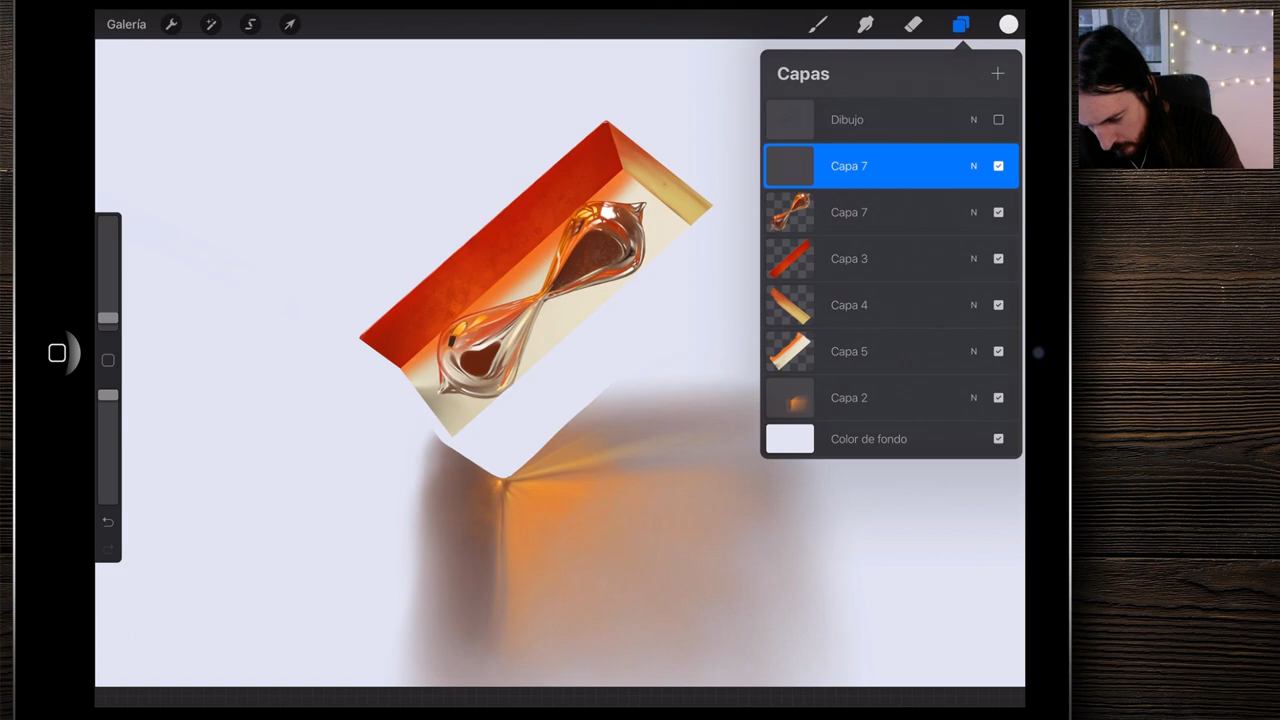 Galería
Capas
Dibujo N
Capa 7 N
Capa 7 N
Capa 3 N
Capa 4 N
Capa 5 N
Capa 2 N
Color de fondo